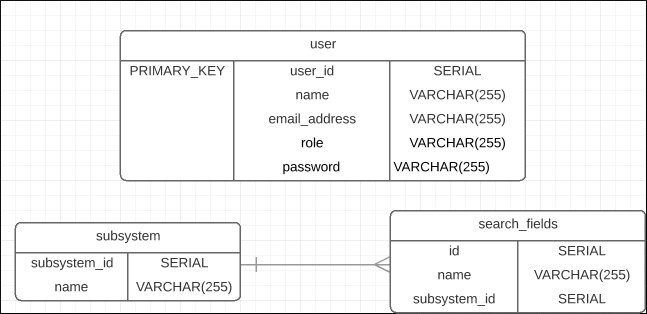 user
PRIMARY_KEY user_id SERIAL
name VARCHAR(255)
email_address VARCHAR(255)
role VARCHAR(255)
password VARCHAR(255)
subsystem
subsystem_id SERIAL
name VARCHAR(255)
search_fields
id SERIAL
name VARCHAR(255)
subsystem_id SERIAL